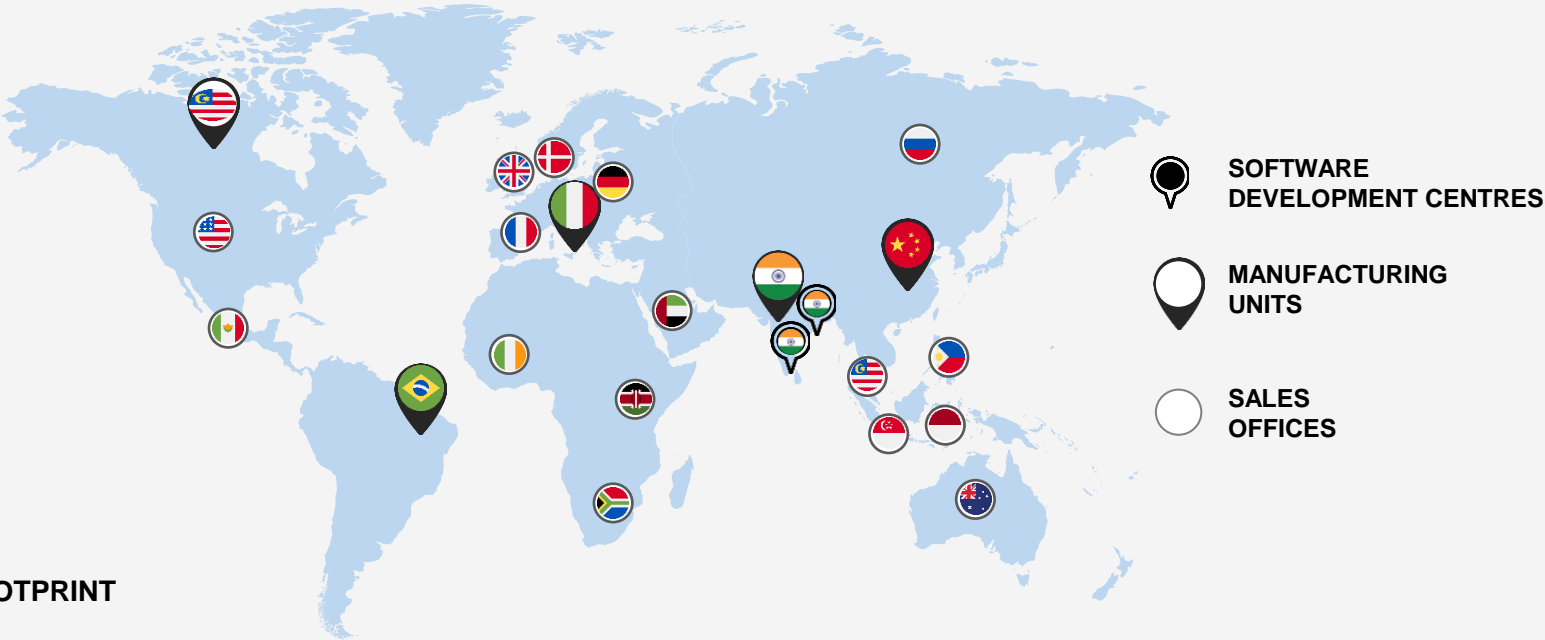 SOFTWARE
DEVELOPMENT CENTRES
MANUFACTURING
UNITS
SALES
OFFICES
OTPRINT